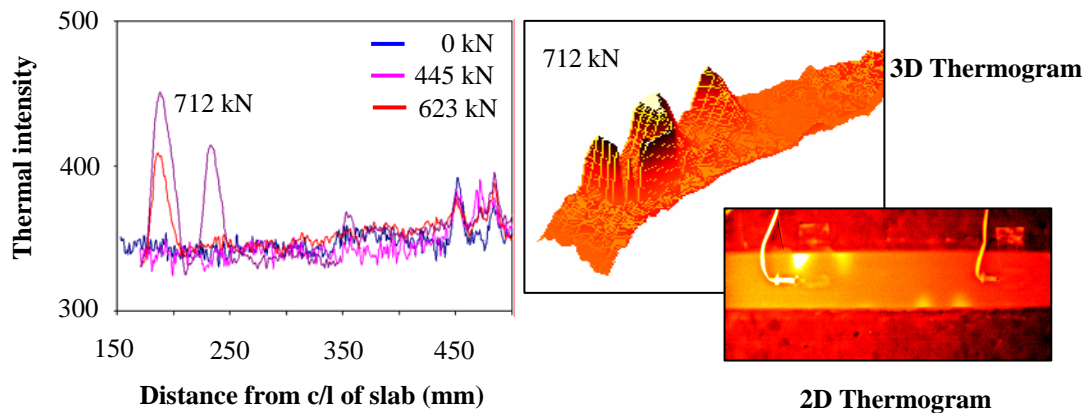 500
400
300
Thermal intensity
0 kN
445 kN
623 kN
712 kN
150
250
350
450
Distance from c/l of slab (mm)
712 kN
3D Thermogram
2D Thermogram